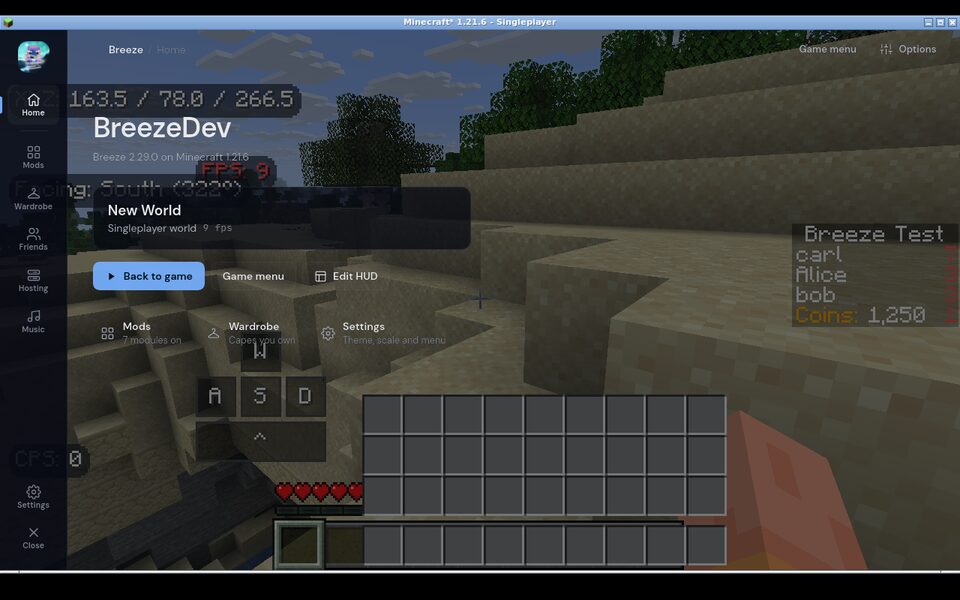 Minecraft* 1.21.6 - Singleplayer
Breeze / Home
Game menu
Options
163.5 / 78.0 / 266.5
Home
BreezeDev
Breeze 2.29.0 on Minecraft 1.21.6
FPS 9
Mods
Facing: South (322°)
Wardrobe
New World
Singleplayer world 9 fps
Friends
Breeze Test
carl
Alice
bob
Coins: 1,250
Back to game
Game menu
Edit HUD
Hosting
Music
Mods
7 modules on
Wardrobe
Capes you own
Settings
Theme, scale and menu
W
A S D
^
CPS: 0
Settings
Close